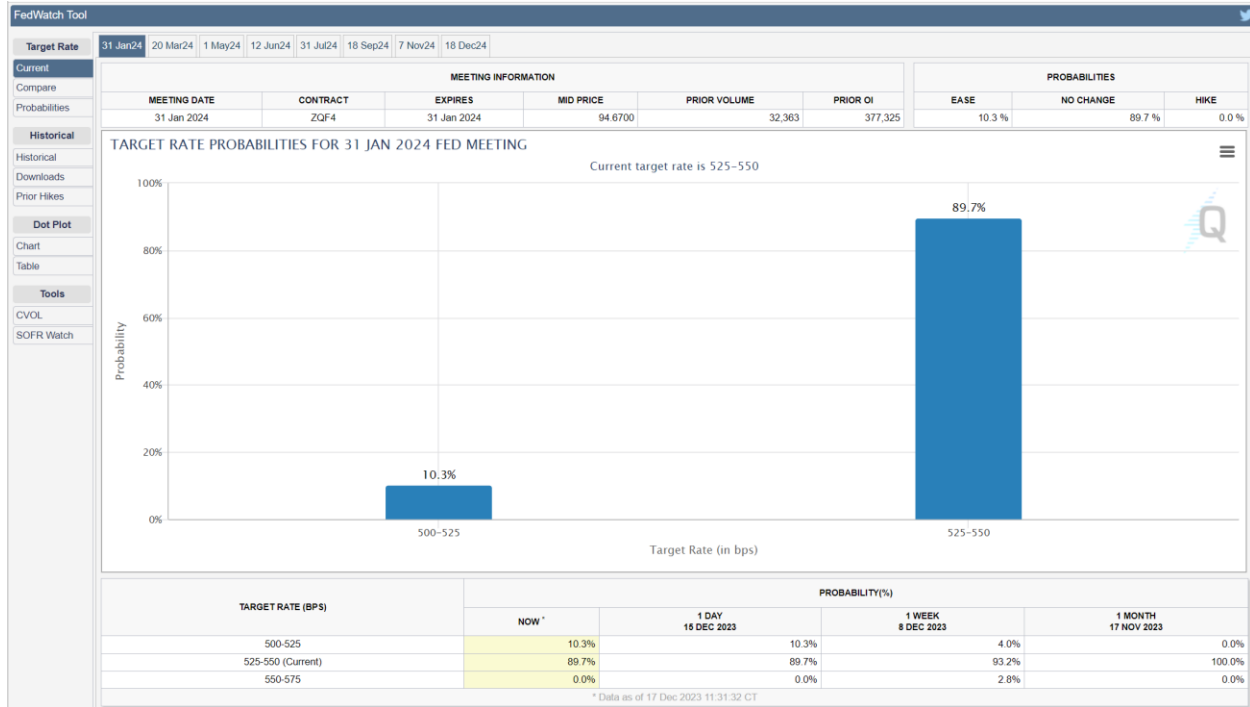 FedWatch Tool
Target Rate
Current
Compare
Probabilities
Historical
Historical
Downloads
Prior Hikes
Dot Plot
Chart
Table
Tools
CVOL
SOFR Watch
31 Jan24 20 Mar24 1 May24 12 Jun24 31 Jul24 18 Sep24 7 Nov24 18 Dec24
MEETING INFORMATION
MEETING DATE CONTRACT EXPIRES MID PRICE PRIOR VOLUME PRIOR OI
31 Jan 2024 ZQF4 31 Jan 2024 94.6700 32,363 377,325
PROBABILITIES
EASE NO CHANGE HIKE
10.3 % 89.7 % 0.0 %
TARGET RATE PROBABILITIES FOR 31 JAN 2024 FED MEETING
Current target rate is 525-550
100%
80%
60%
40%
20%
0%
Probability
10.3%
89.7%
Q
500-525 525-550
Target Rate (in bps)
TARGET RATE (BPS) PROBABILITY(%)
NOW * 1 DAY 15 DEC 2023 1 WEEK 8 DEC 2023 1 MONTH 17 NOV 2023
500-525 10.3% 10.3% 4.0% 0.0%
525-550 (Current) 89.7% 89.7% 93.2% 100.0%
550-575 0.0% 0.0% 2.8% 0.0%
* Data as of 17 Dec 2023 11:31:32 CT